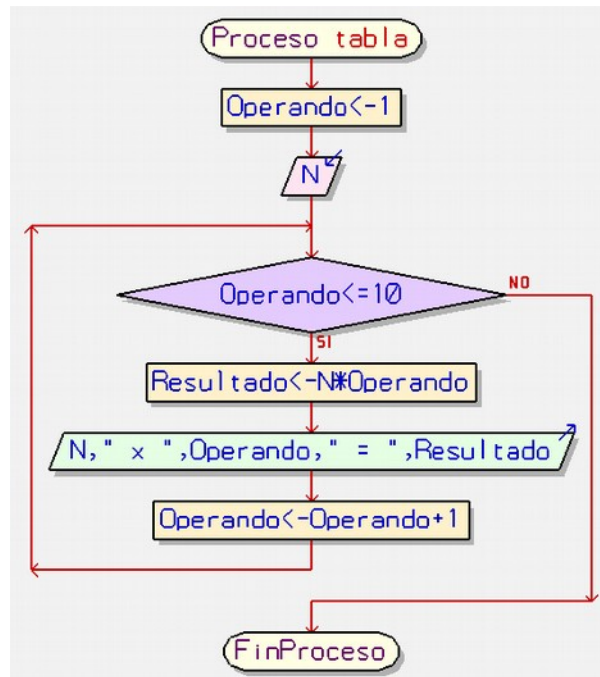 Proceso tabla
Operando<-1
N
Operando<=10
NO
SI
Resultado<-N*Operando
N," x ",Operando," = ",Resultado
Operando<-Operando+1
FinProceso